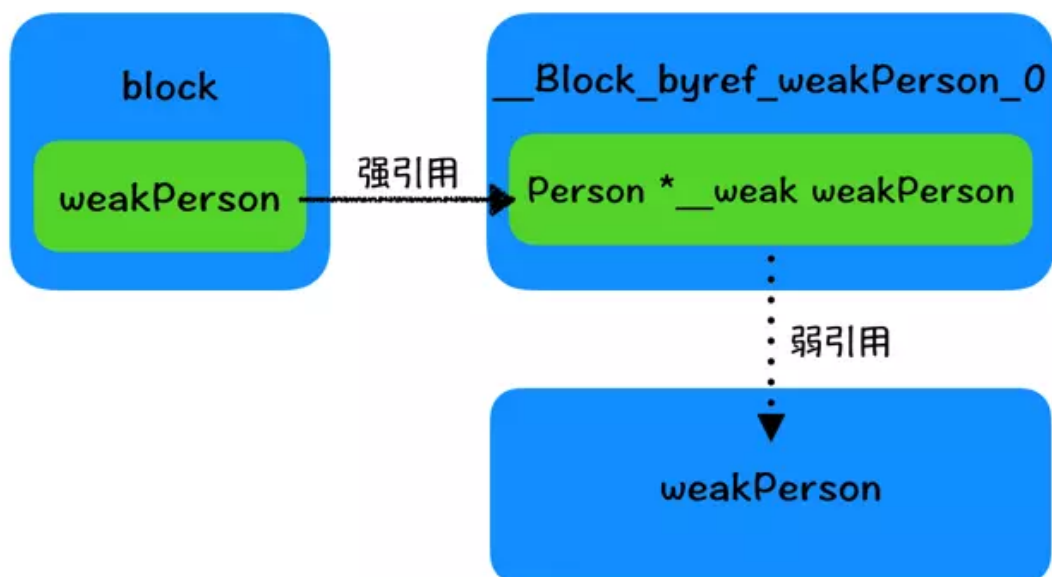 block
__Block_byref_weakPerson_0
weakPerson
强引用
Person *__weak weakPerson
弱引用
weakPerson